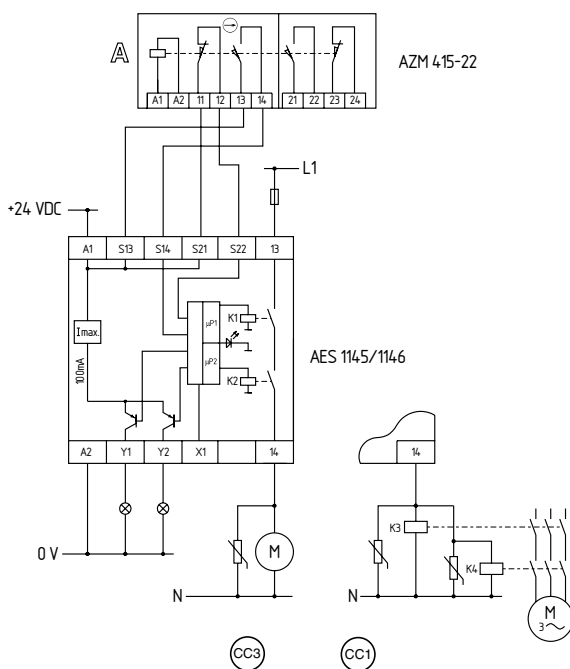 A
AZM 415-22
A1 A2 11 12 13 14 21 22 23 24
L1
+24 VDC
A1 S13 S14 S21 S22 13
Imax.
100mA
µP1
µP2
K1
K2
AES 1145/1146
A2 Y1 Y2 X1 14
14
0 V
M
K3
K4
N
N
M
3~
CC3
CC1